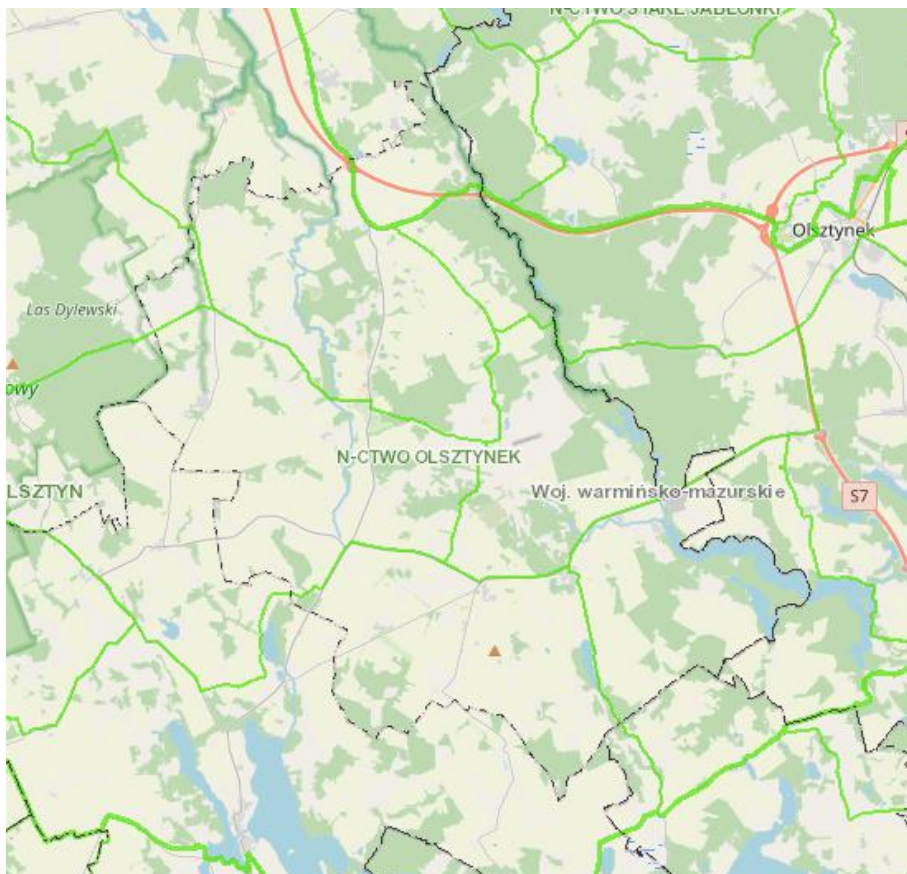 N-CTWO STARE JABŁONKI
Olsztynek
Las Dylewski
owy
N-CTWO OLSZTYNEK
LSZTYN
Woj. warmińsko-mazurskie
S7